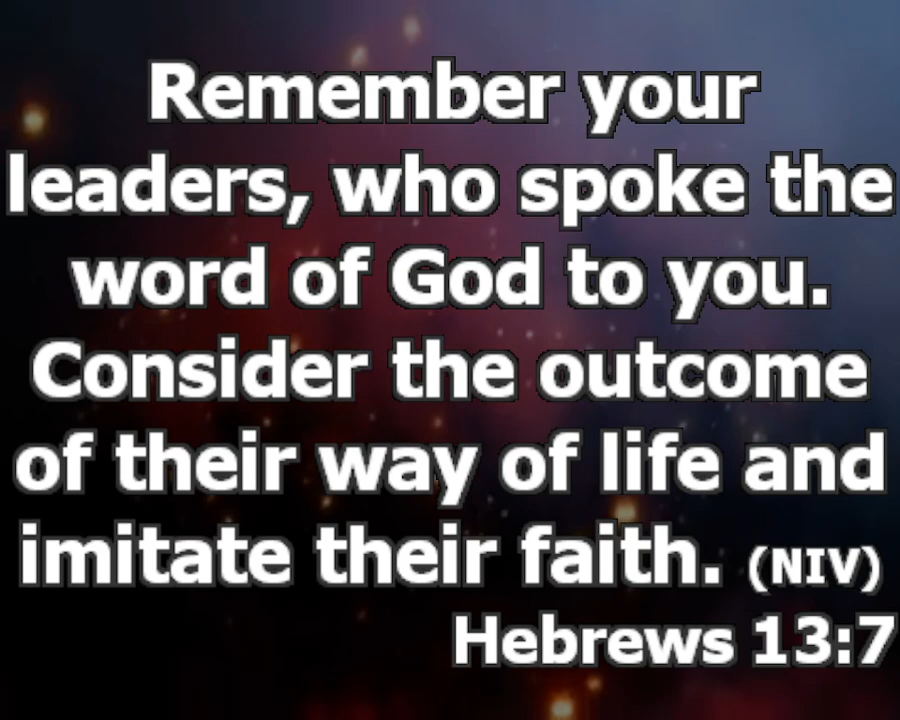 Remember your
leaders, who spoke the
word of God to you.
Consider the outcome
of their way of life and
imitate their faith. (NIV)
Hebrews 13:7